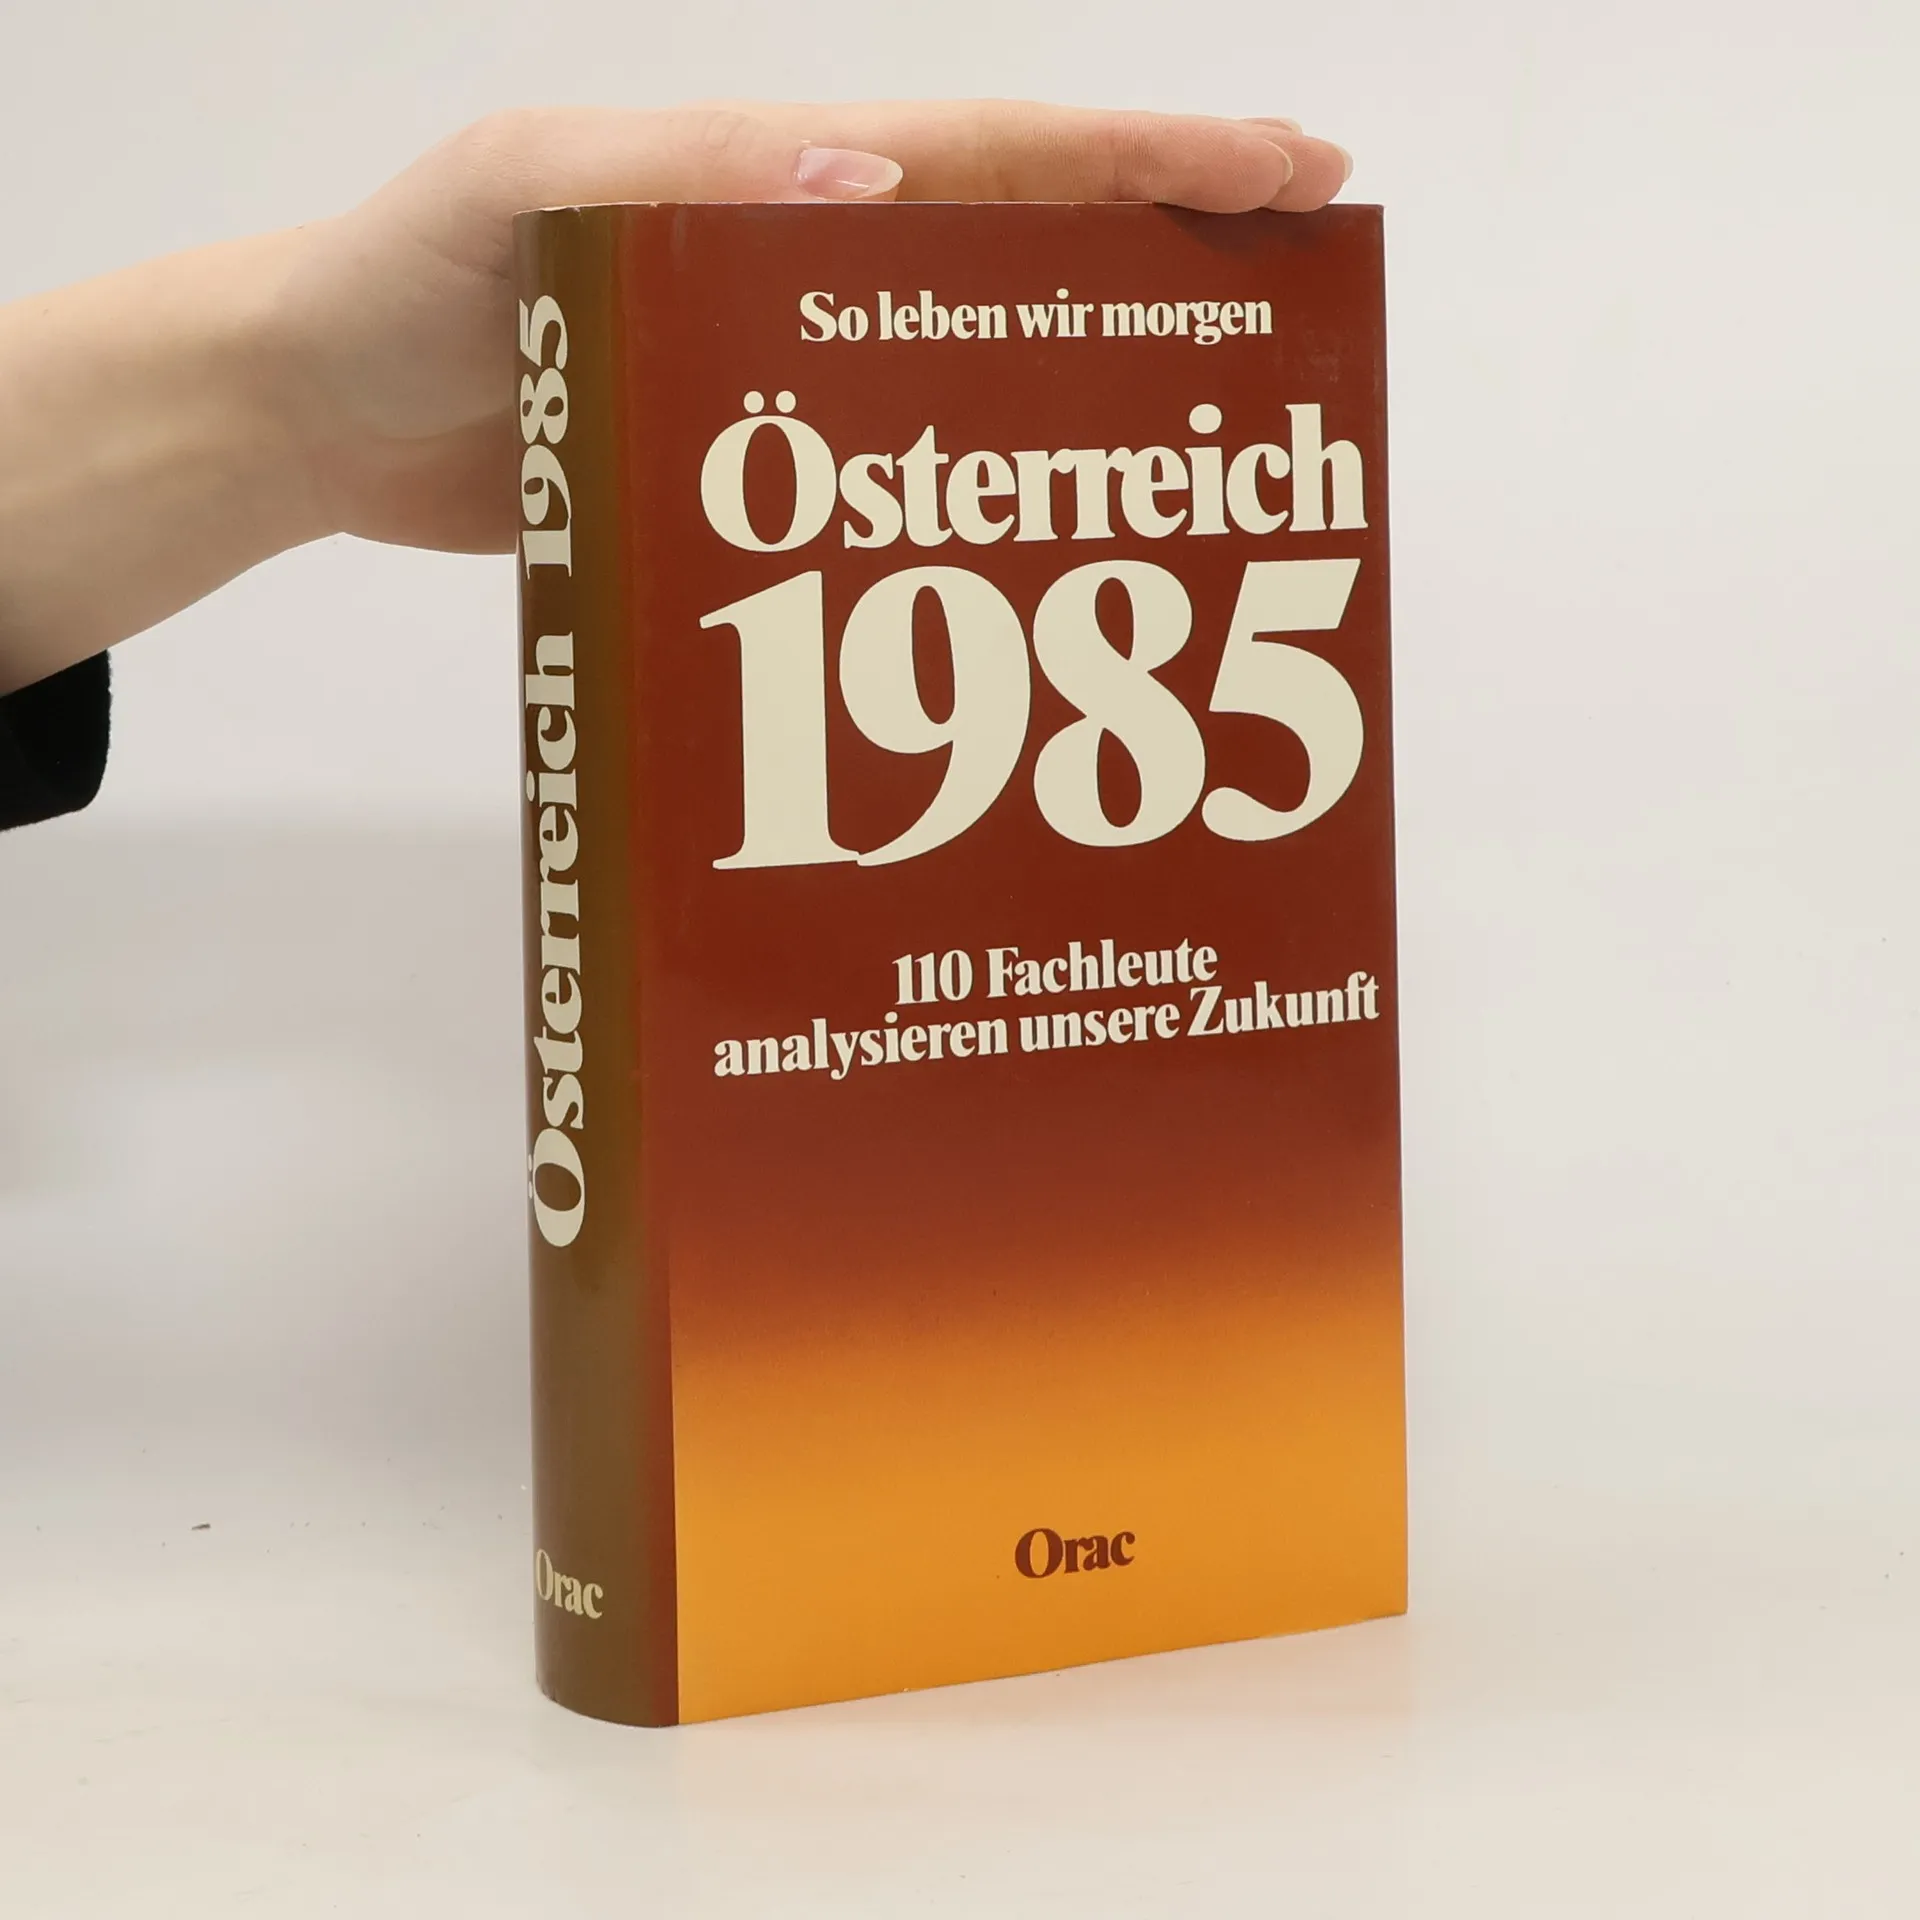 So leben wir morgen
Österreich
1985
110 Fachleute
analysieren unsere Zukunft
Orac
Österreich 1985
Orac